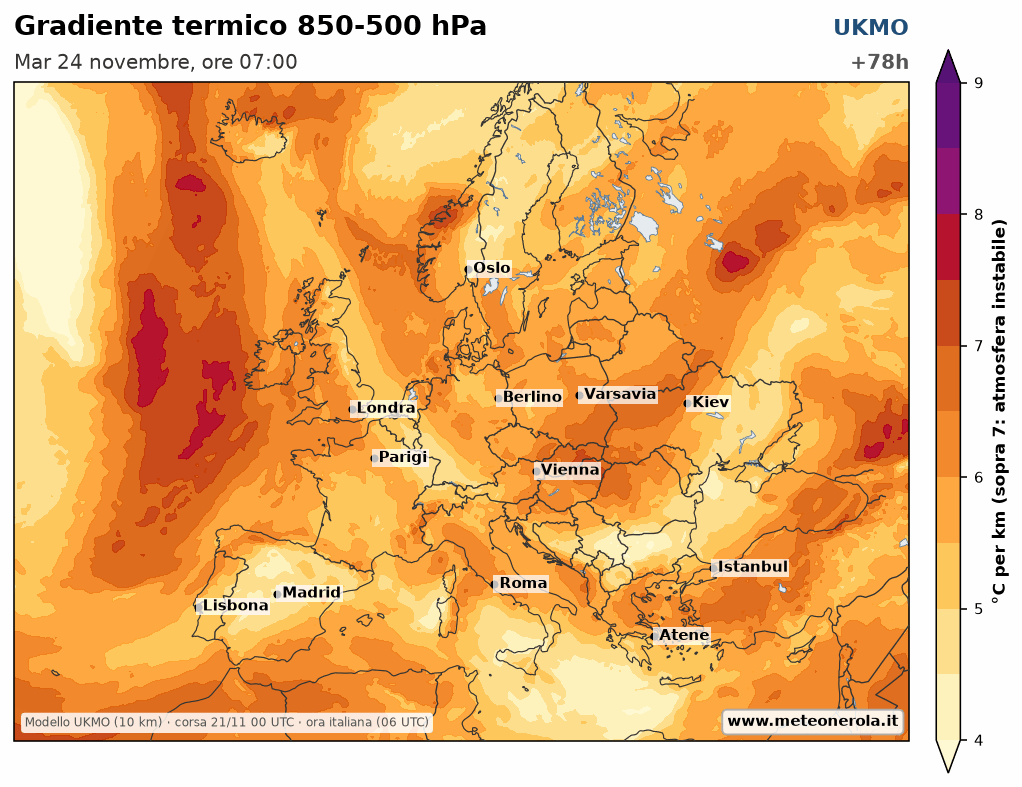 Gradiente termico 850-500 hPa
UKMO
Mar 24 novembre, ore 07:00
+78h
9
8
7
6
5
4
°C per km (sopra 7: atmosfera instabile)
Oslo
Berlino
Varsavia
Kiev
Londra
Parigi
Vienna
Istanbul
Roma
Madrid
Lisbona
Atene
Modello UKMO (10 km) · corsa 21/11 00 UTC · ora italiana (06 UTC)
www.meteonerola.it